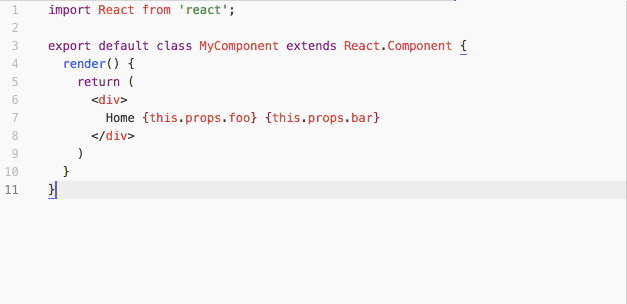 1 import React from 'react';
2
3 export default class MyComponent extends React.Component {
4   render() {
5     return (
6       <div>
7         Home {this.props.foo} {this.props.bar}
8       </div>
9     )
10   }
11 }